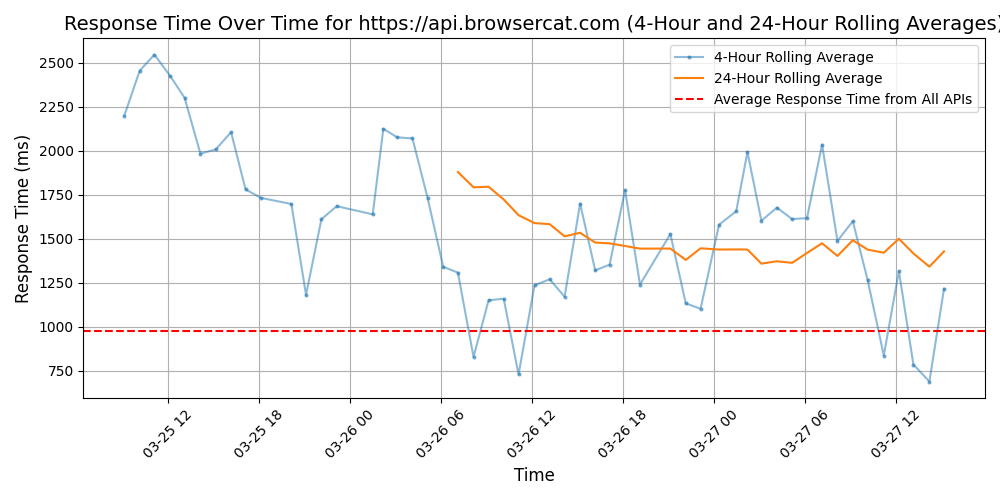 Response Time Over Time for https://api.browsercat.com (4-Hour and 24-Hour Rolling Averages)
4-Hour Rolling Average
24-Hour Rolling Average
Average Response Time from All APIs
Response Time (ms)
2500
2250
2000
1750
1500
1250
1000
750
03-25 12
03-25 18
03-26 00
03-26 06
03-26 12
03-26 18
03-27 00
03-27 06
03-27 12
Time